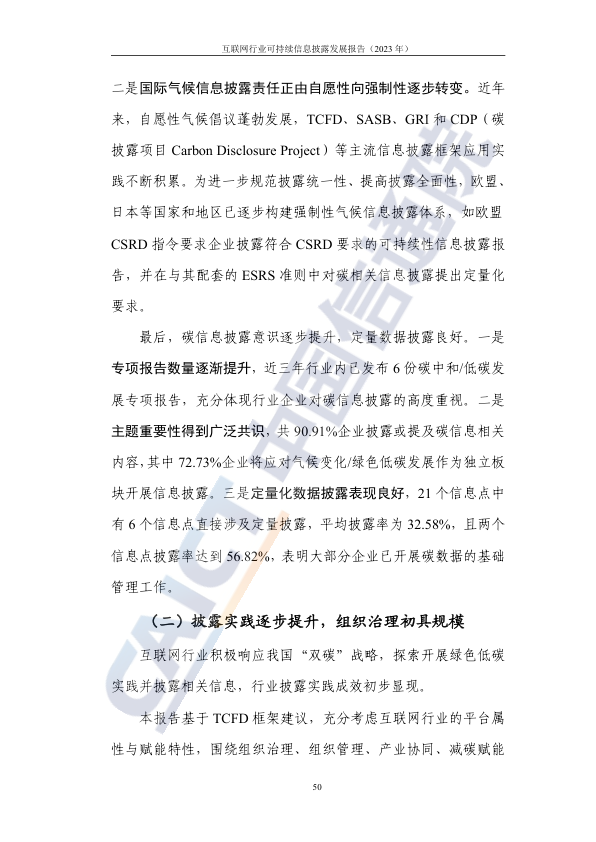 互联网行业可持续信息披露发展报告（2023 年）
二是国际气候信息披露责任正由自愿性向强制性逐步转变。近年
来，自愿性气候倡议蓬勃发展，TCFD、SASB、GRI 和 CDP（碳
披露项目 Carbon Disclosure Project）等主流信息披露框架应用实
践不断积累。为进一步规范披露统一性、提高披露全面性，欧盟、
日本等国家和地区已逐步构建强制性气候信息披露体系，如欧盟
CSRD 指令要求企业披露符合 CSRD 要求的可持续性信息披露报
告，并在与其配套的 ESRS 准则中对碳相关信息披露提出定量化
要求。
最后，碳信息披露意识逐步提升，定量数据披露良好。一是
专项报告数量逐渐提升，近三年行业内已发布 6 份碳中和/低碳发
展专项报告，充分体现行业企业对碳信息披露的高度重视。二是
主题重要性得到广泛共识，共 90.91%企业披露或提及碳信息相关
内容，其中 72.73%企业将应对气候变化/绿色低碳发展作为独立板
块开展信息披露。三是定量化数据披露表现良好，21 个信息点中
有 6 个信息点直接涉及定量披露，平均披露率为 32.58%，且两个
信息点披露率达到 56.82%，表明大部分企业已开展碳数据的基础
管理工作。
（二）披露实践逐步提升，组织治理初具规模
互联网行业积极响应我国“双碳”战略，探索开展绿色低碳
实践并披露相关信息，行业披露实践成效初步显现。
本报告基于 TCFD 框架建议，充分考虑互联网行业的平台属
性与赋能特性，围绕组织治理、组织管理、产业协同、减碳赋能
50
CAICT 中国信通院